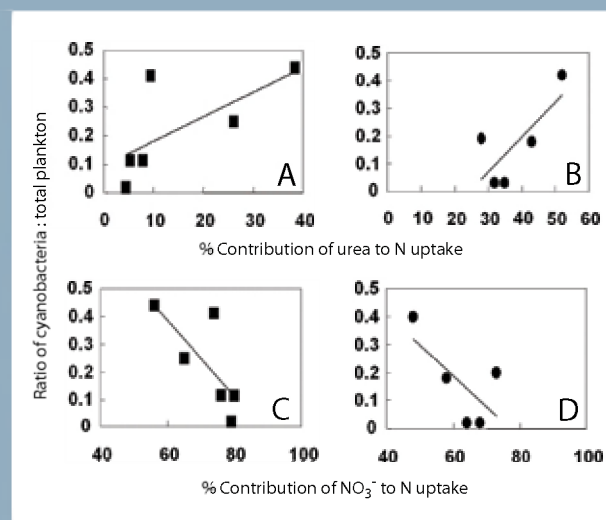 Ratio of cyanobacteria : total plankton
0.5
0.4
0.3
0.2
0.1
0
0 10 20 30 40
A
0.5
0.4
0.3
0.2
0.1
0
0 10 20 30 40 50 60
B
% Contribution of urea to N uptake
0.5
0.4
0.3
0.2
0.1
0
40 60 80 100
C
0.5
0.4
0.3
0.2
0.1
0
40 60 80 100
D
% Contribution of NO₃⁻ to N uptake